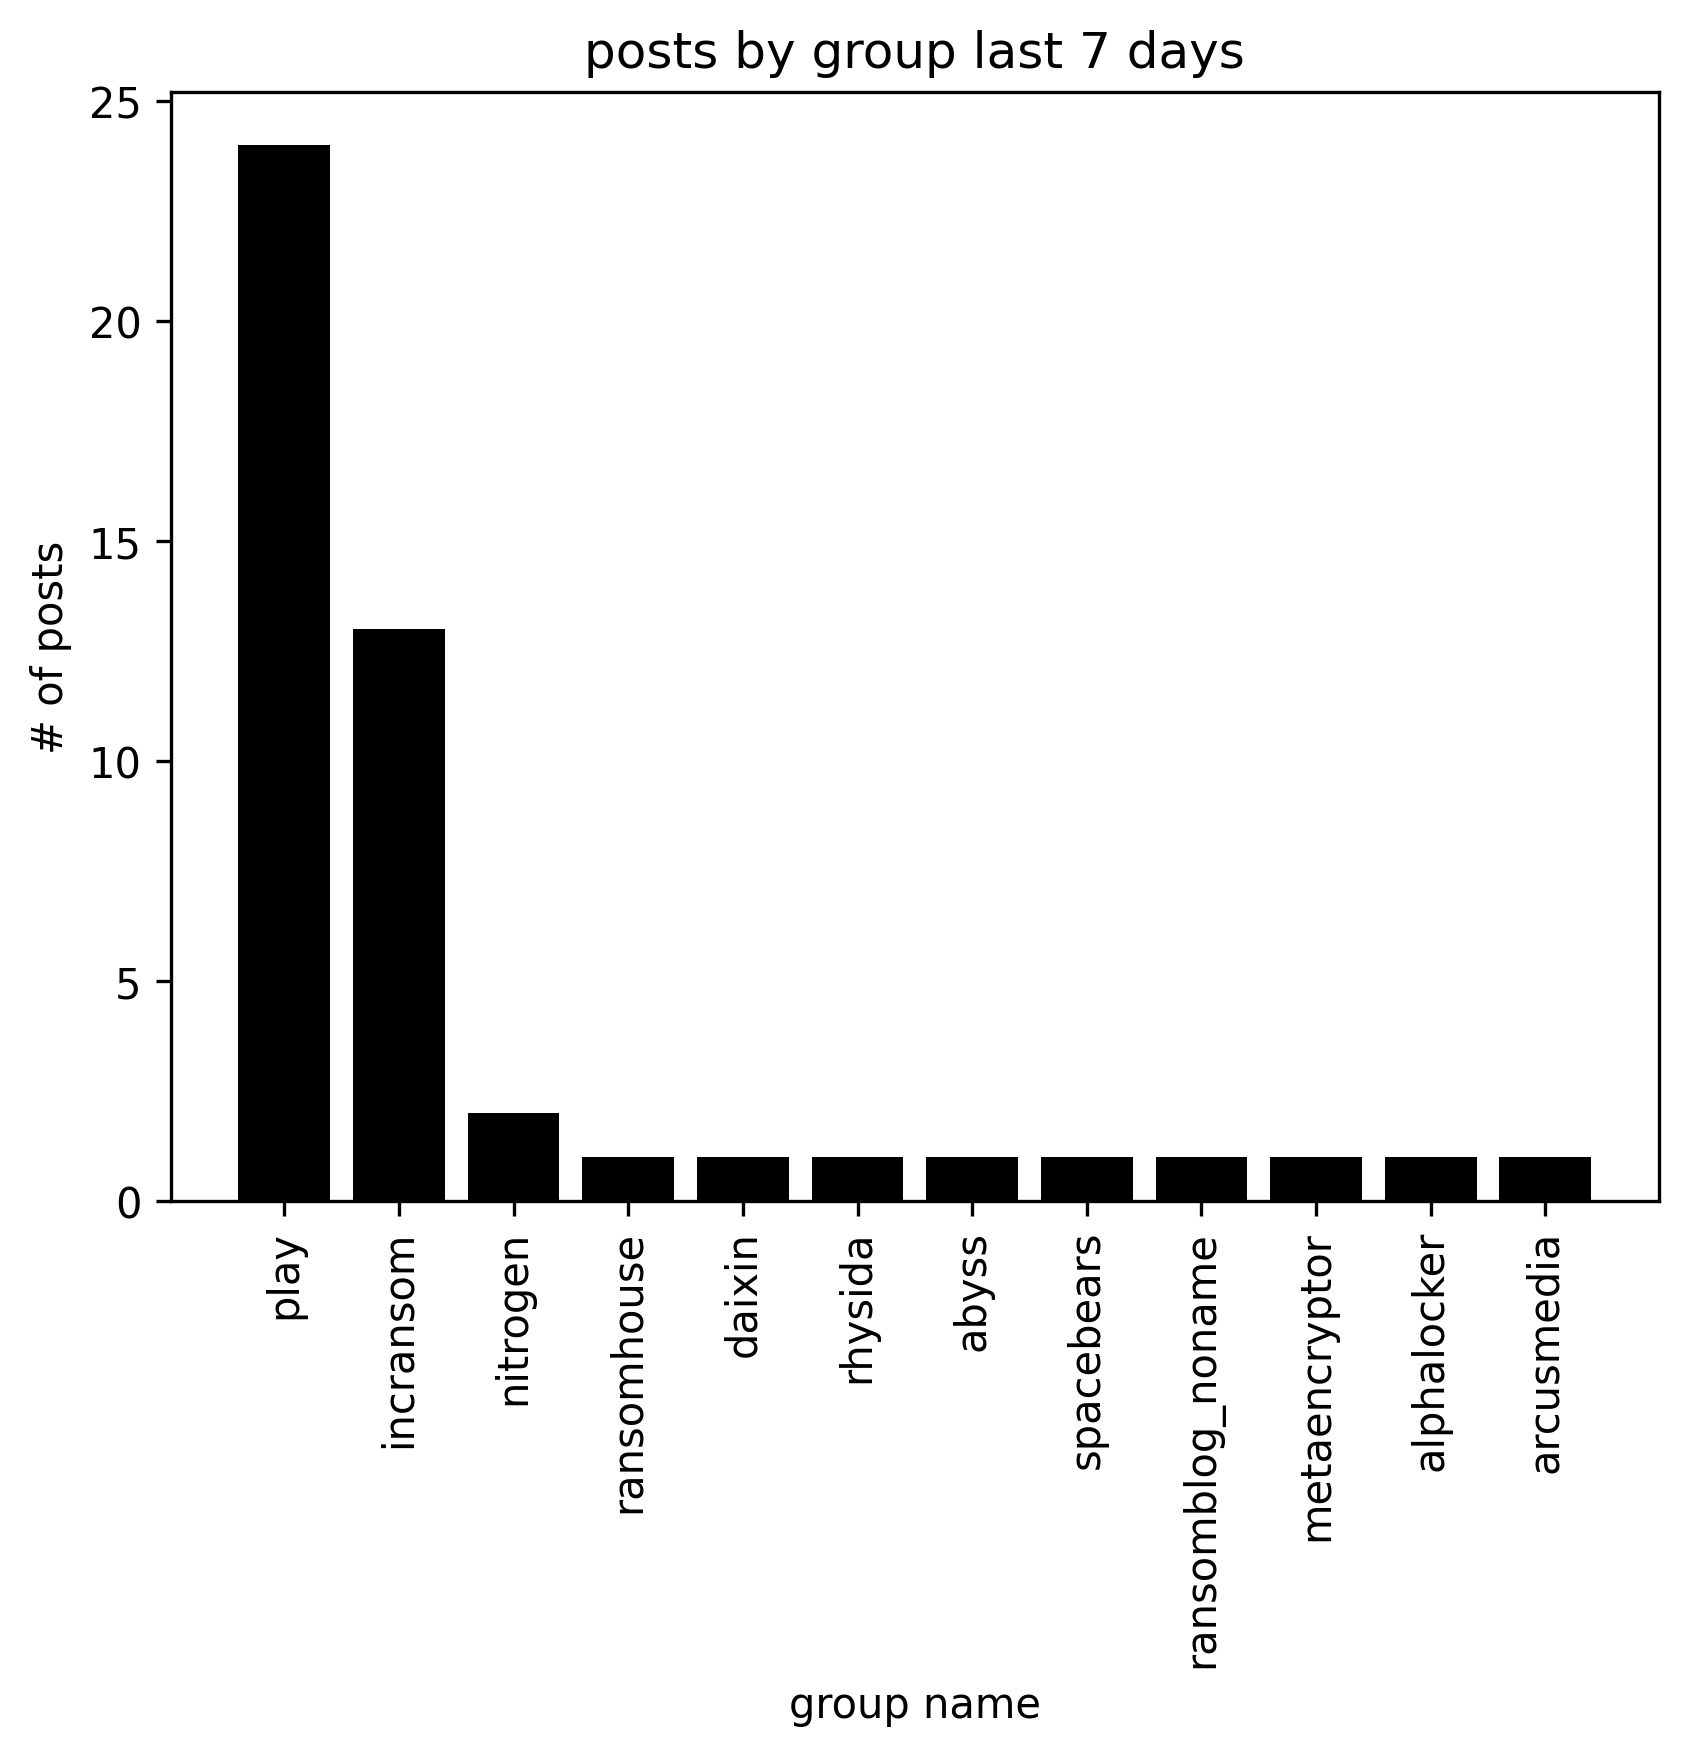 posts by group last 7 days
25
20
15
10
5
0
# of posts
play
incransom
nitrogen
ransomhouse
daixin
rhysida
abyss
spacebears
ransomblog_noname
metaencryptor
alphalocker
arcusmedia
group name